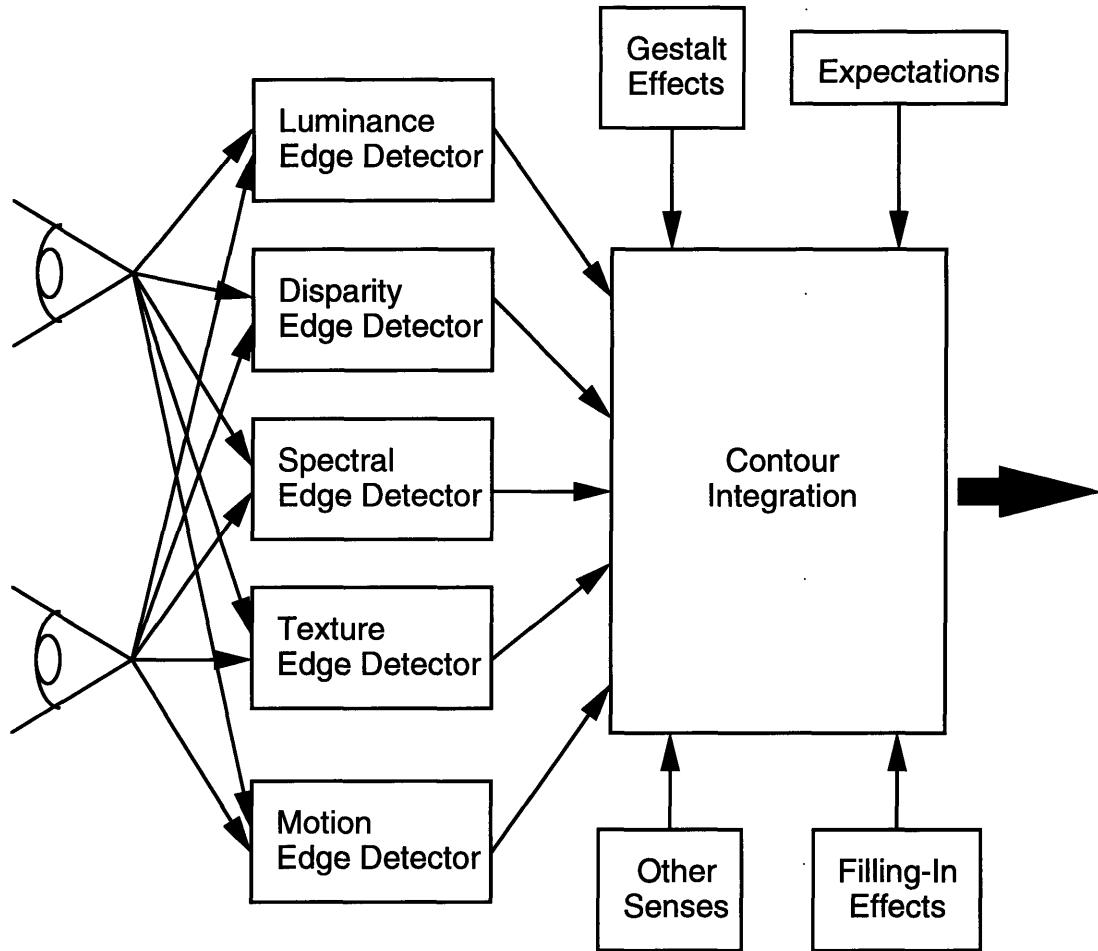 Gestalt
Effects
Expectations
Luminance
Edge Detector
Disparity
Edge Detector
Spectral
Edge Detector
Contour
Integration
Texture
Edge Detector
Motion
Edge Detector
Other
Senses
Filling-In
Effects